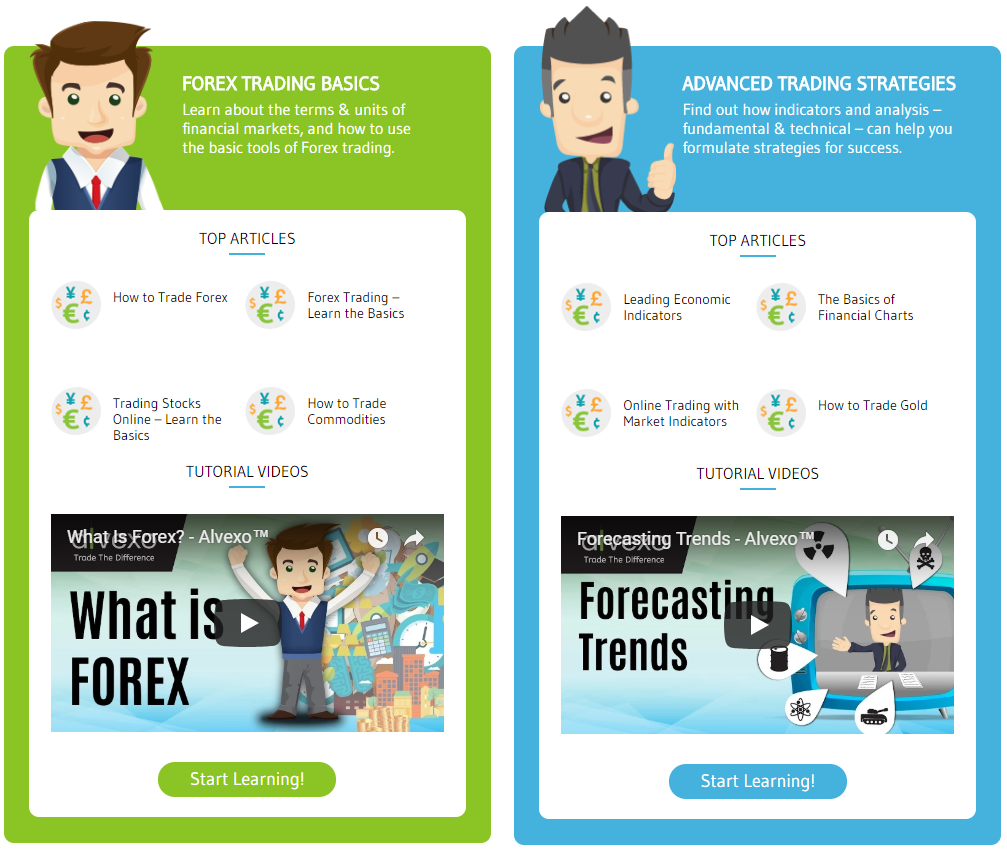 FOREX TRADING BASICS
Learn about the terms & units of
financial markets, and how to use
the basic tools of Forex trading.
TOP ARTICLES
How to Trade Forex
Forex Trading –
Learn the Basics
Trading Stocks
Online – Learn the
Basics
How to Trade
Commodities
TUTORIAL VIDEOS
What Is Forex? - Alvexo™
alvexo
Trade The Difference
What is
FOREX
Start Learning!
ADVANCED TRADING STRATEGIES
Find out how indicators and analysis –
fundamental & technical – can help you
formulate strategies for success.
TOP ARTICLES
Leading Economic
Indicators
The Basics of
Financial Charts
Online Trading with
Market Indicators
How to Trade Gold
TUTORIAL VIDEOS
Forecasting Trends - Alvexo™
alvexo
Trade The Difference
Forecasting
Trends
Start Learning!